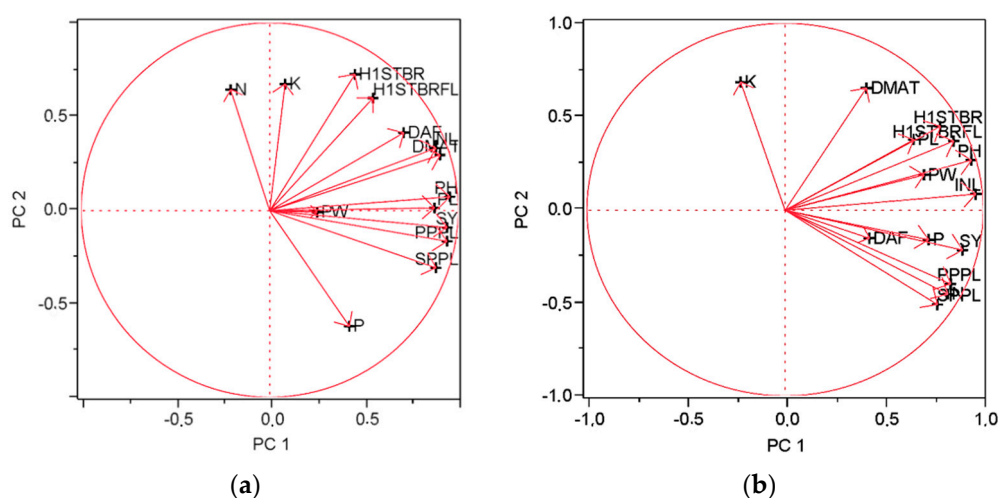 PC 2
0.5
0.0
-0.5
-0.5
0.0
0.5
PC 1
N
K
H1STBR
H1STBRFL
DAF
INL
PH
PL
PW
SY
SPPL
P
(a)
PC 2
1.0
0.5
0.0
-0.5
-1.0
-1.0
-0.5
0.0
0.5
1.0
PC 1
K
DMAT
H1STBR
H1STBRFL
PL
PH
PW
INL
DAF
P
SY
PPPL
SPPL
(b)